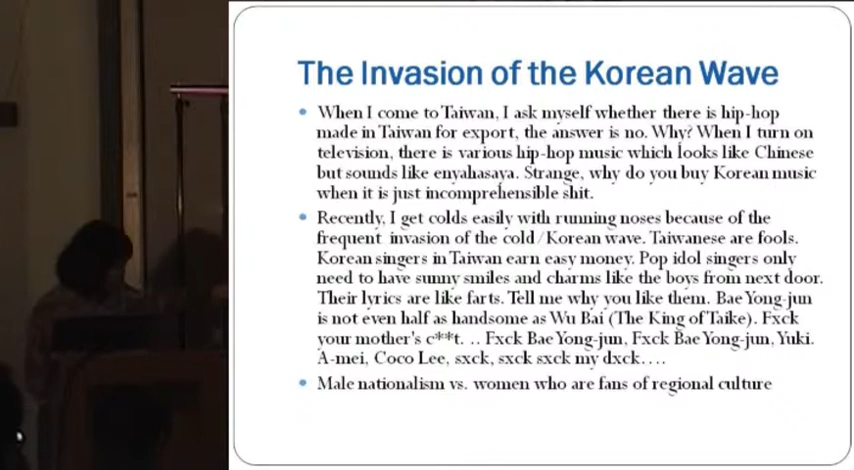 The Invasion of the Korean Wave
• When I come to Taiwan, I ask myself whether there is hip-hop
made in Taiwan for export, the answer is no. Why? When I turn on
television, there is various hip-hop music which looks like Chinese
but sounds like enyahasaya. Strange, why do you buy Korean music
when it is just incomprehensible shit.
• Recently, I get colds easily with running noses because of the
frequent invasion of the cold/Korean wave. Taiwanese are fools.
Korean singers in Taiwan earn easy money. Pop idol singers only
need to have sunny smiles and charms like the boys from next door.
Their lyrics are like farts. Tell me why you like them. Bae Yong-jun
is not even half as handsome as Wu Bai (The King of Taike). Fxck
your mother's c**t. .. Fxck Bae Yong-jun, Fxck Bae Yong-jun, Yuki.
A-mei, Coco Lee, sxck, sxck sxck my dxck....
• Male nationalism vs. women who are fans of regional culture